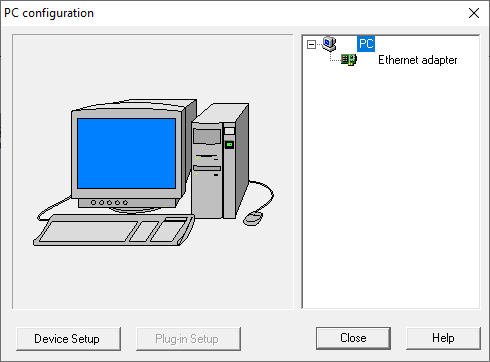 PC configuration
PC
Ethernet adapter
Device Setup
Plug-in Setup
Close
Help